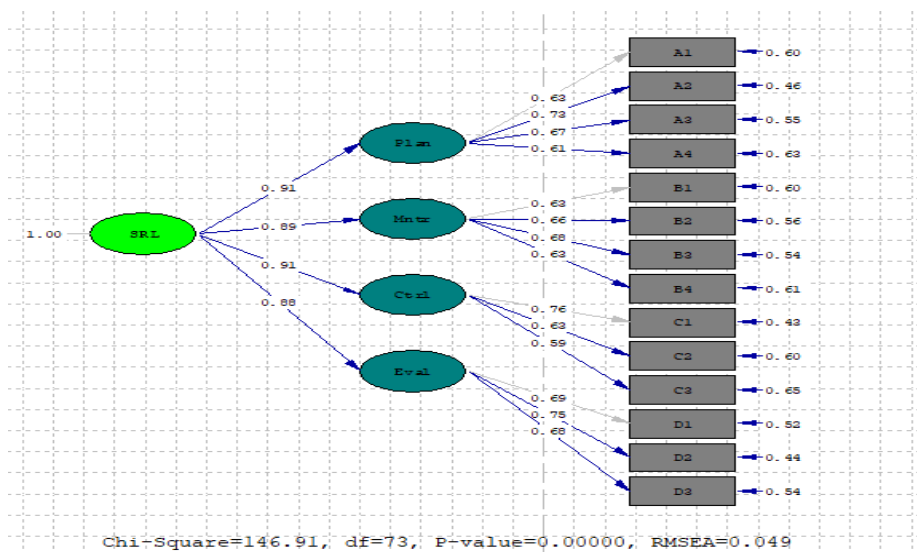 A1 0.60
0.63
A2 0.46
0.73
A3 0.55
0.67
Plan
0.61
A4 0.63
0.91
B1 0.60
0.63
Mntr
B2 0.56
0.66
0.89
1.00
SRL
0.68
B3 0.54
0.63
0.91
B4 0.61
Ctrl
0.88
0.76
C1 0.43
0.63
0.59
C2 0.60
Eval
C3 0.65
0.69
D1 0.52
0.75
0.68
D2 0.44
D3 0.54
Chi-Square=146.91, df=73, P-value=0.00000, RMSEA=0.049